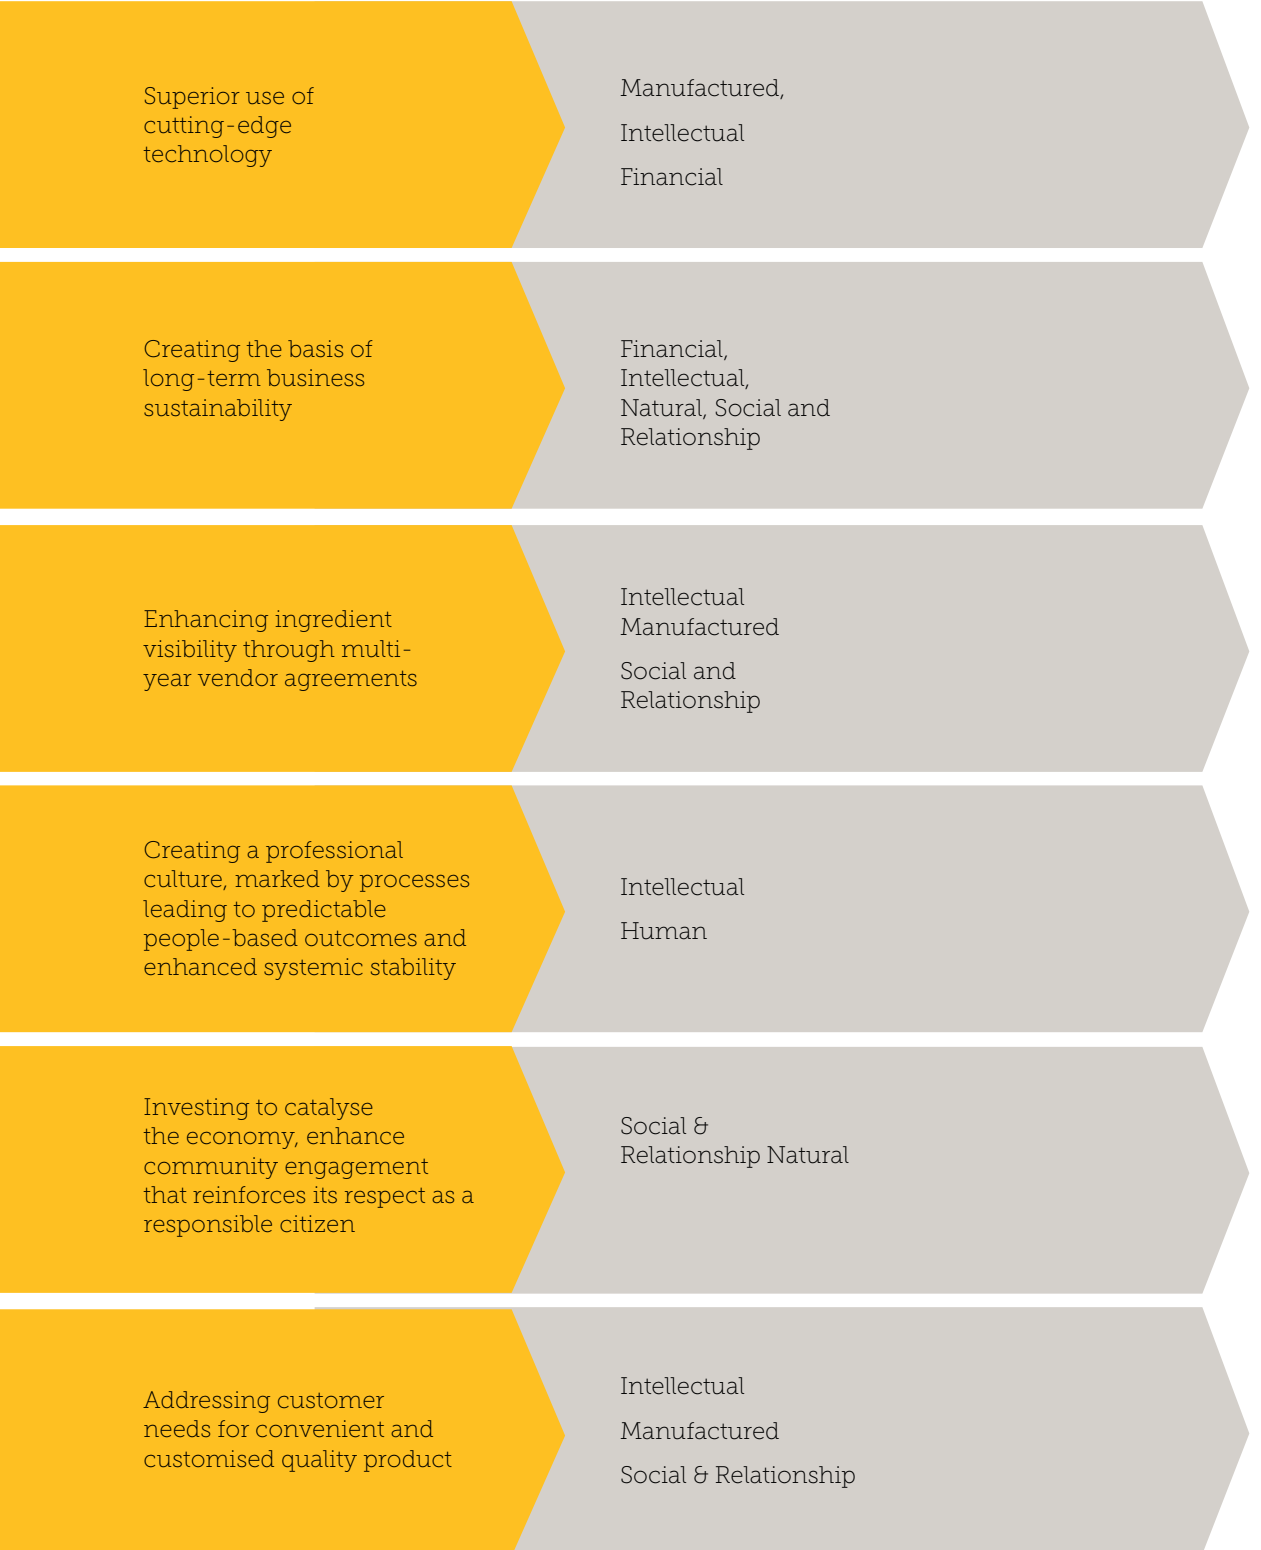 Superior use of
cutting-edge
technology
Manufactured,
Intellectual
Financial
Creating the basis of
long-term business
sustainability
Financial,
Intellectual,
Natural, Social and
Relationship
Enhancing ingredient
visibility through multi-
year vendor agreements
Intellectual
Manufactured
Social and
Relationship
Creating a professional
culture, marked by processes
leading to predictable
people-based outcomes and
enhanced systemic stability
Intellectual
Human
Investing to catalyse
the economy, enhance
community engagement
that reinforces its respect as a
responsible citizen
Social &
Relationship Natural
Addressing customer
needs for convenient and
customised quality product
Intellectual
Manufactured
Social & Relationship